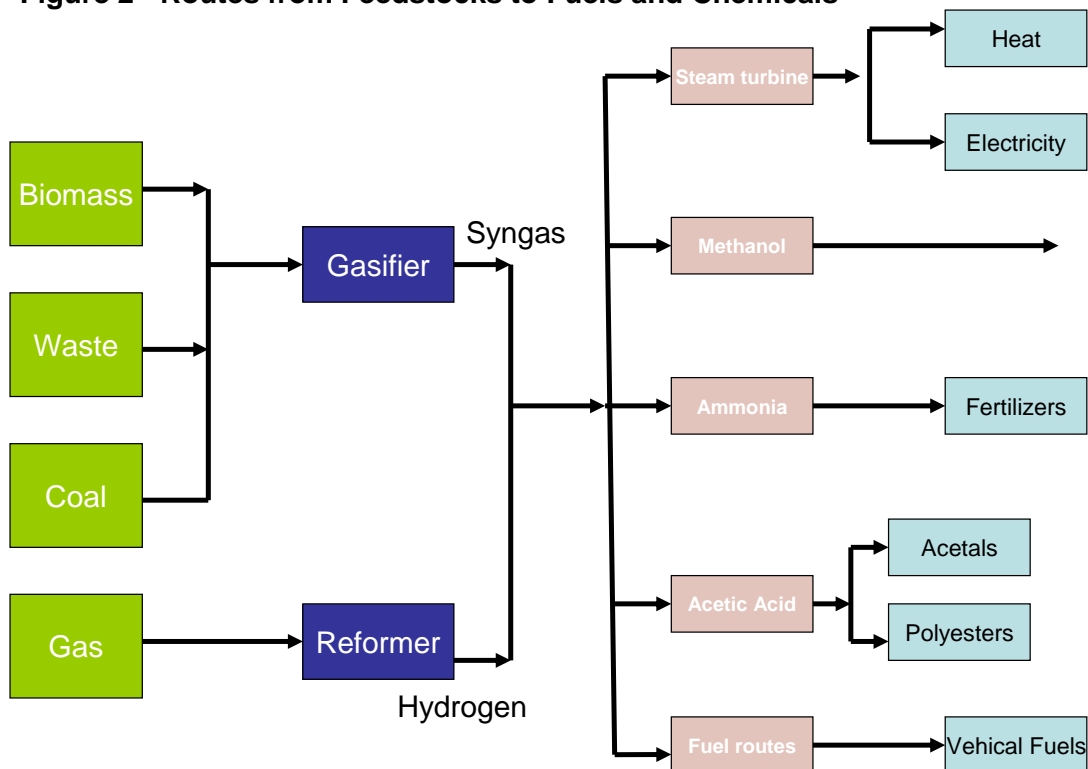 Figure 2 - Routes from Feedstocks to Fuels and Chemicals
Heat
Steam turbine
Electricity
Biomass
Syngas
Methanol
Gasifier
Waste
Ammonia
Fertilizers
Coal
Acetals
Acetic Acid
Polyesters
Gas
Reformer
Hydrogen
Fuel routes
Vehical Fuels